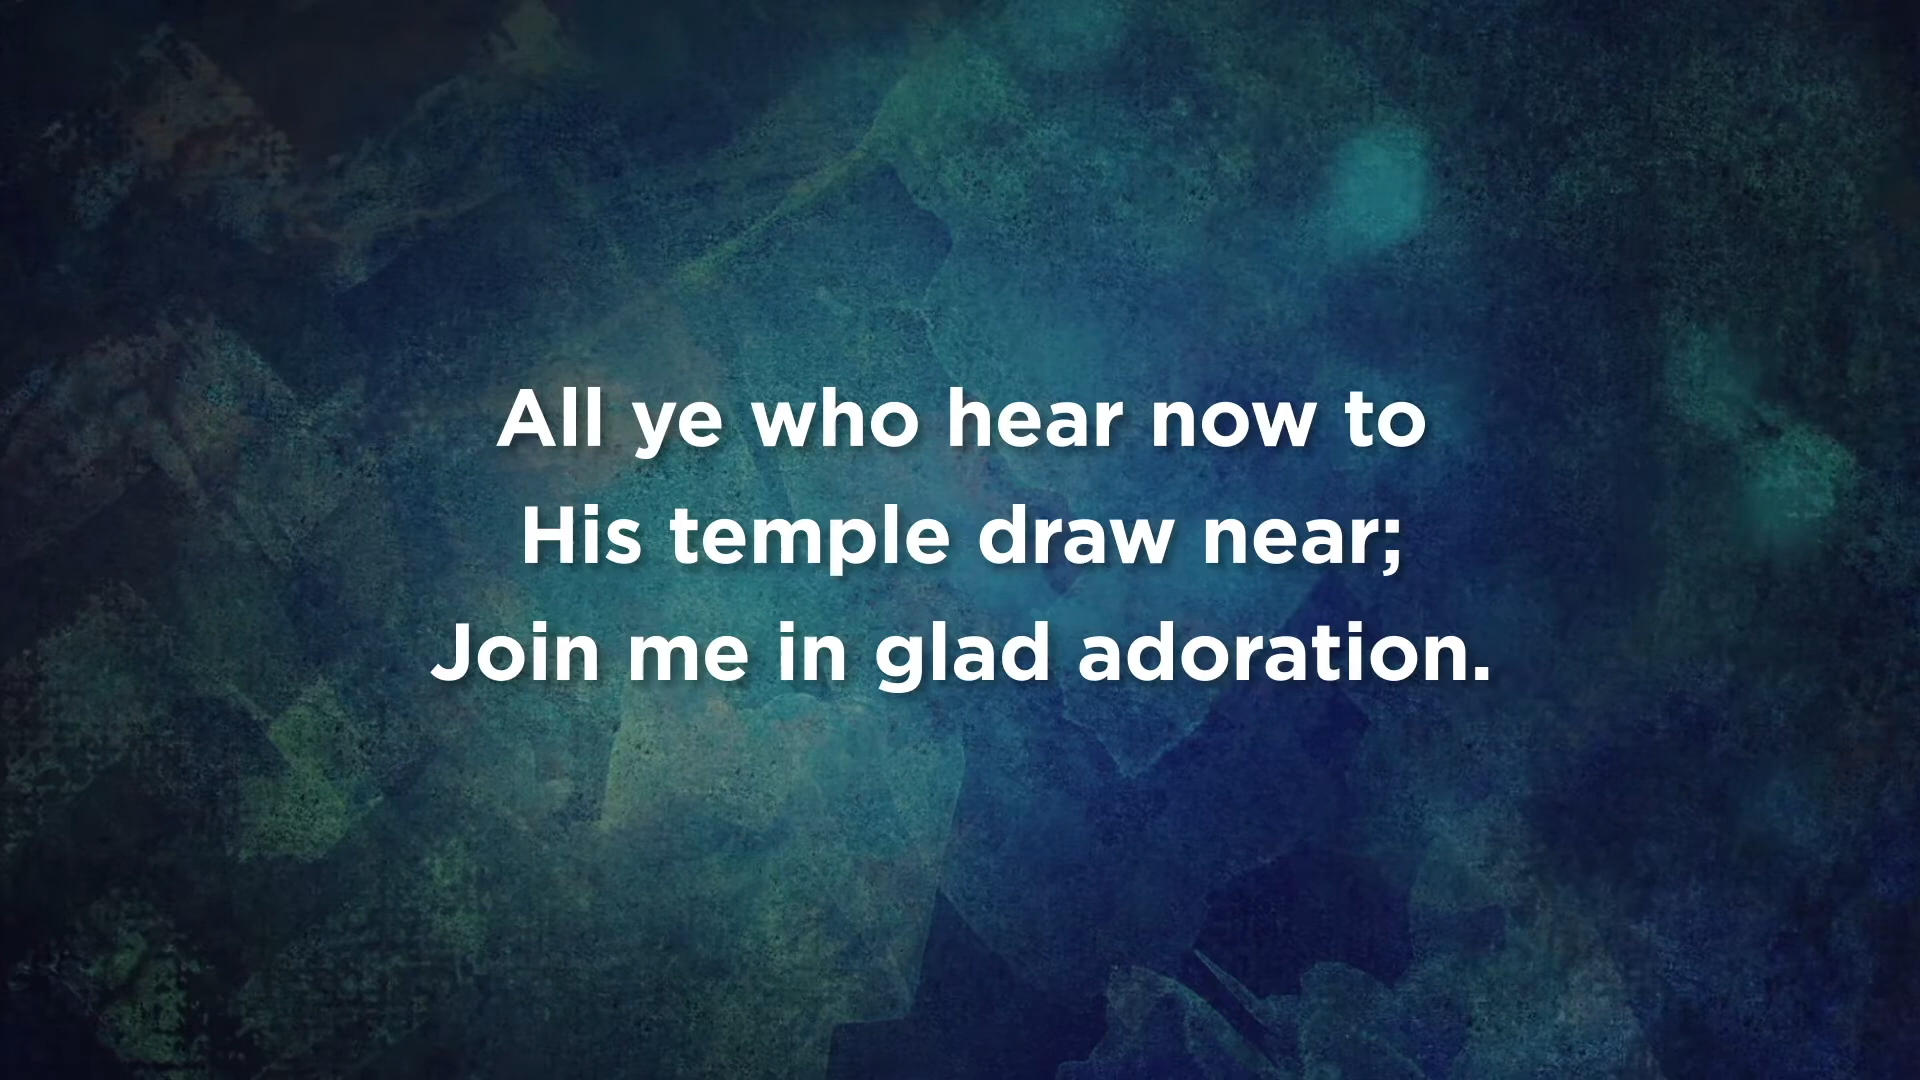 All ye who hear now to
His temple draw near;
Join me in glad adoration.